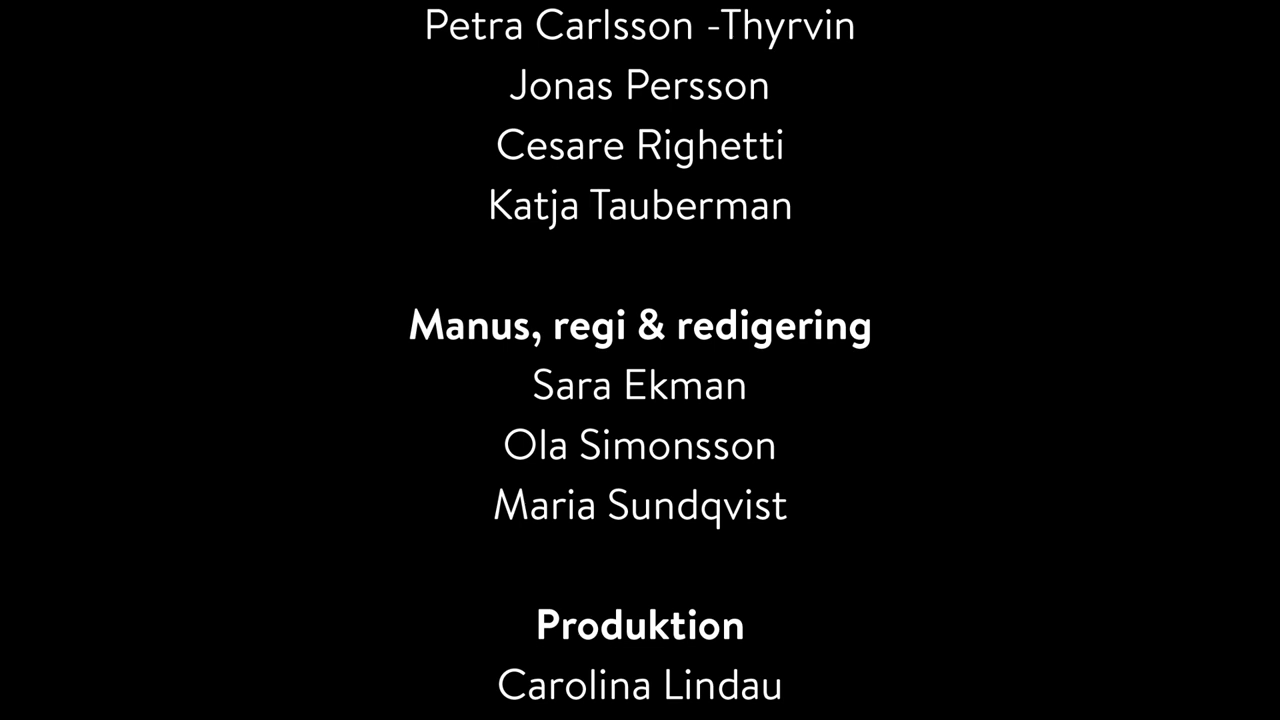 Petra Carlsson -Thyrvin
Jonas Persson
Cesare Righetti
Katja Tauberman
Manus, regi & redigering
Sara Ekman
Ola Simonsson
Maria Sundqvist
Produktion
Carolina Lindau